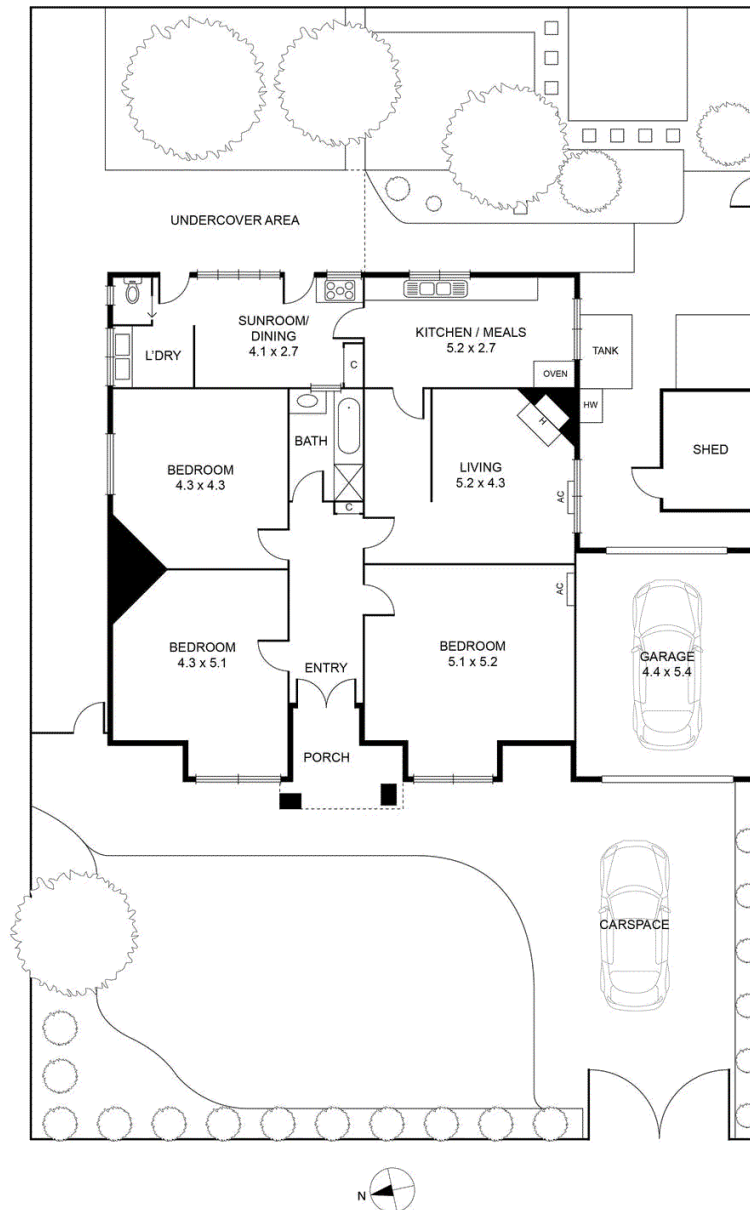 UNDERCOVER AREA
SUNROOM/
DINING
4.1 x 2.7
KITCHEN / MEALS
5.2 x 2.7
L'DRY
C
OVEN
TANK
HW
BATH
H
BEDROOM
4.3 x 4.3
LIVING
5.2 x 4.3
SHED
AC
C
AC
BEDROOM
4.3 x 5.1
ENTRY
BEDROOM
5.1 x 5.2
GARAGE
4.4 x 5.4
PORCH
CARSPACE
N